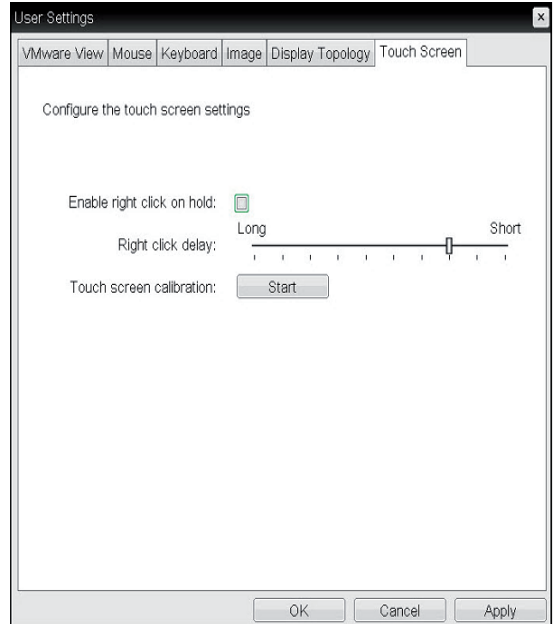 User Settings
VMware View Mouse Keyboard Image Display Topology Touch Screen
Configure the touch screen settings
Enable right click on hold:
Long Short
Right click delay:
Touch screen calibration: Start
OK Cancel Apply